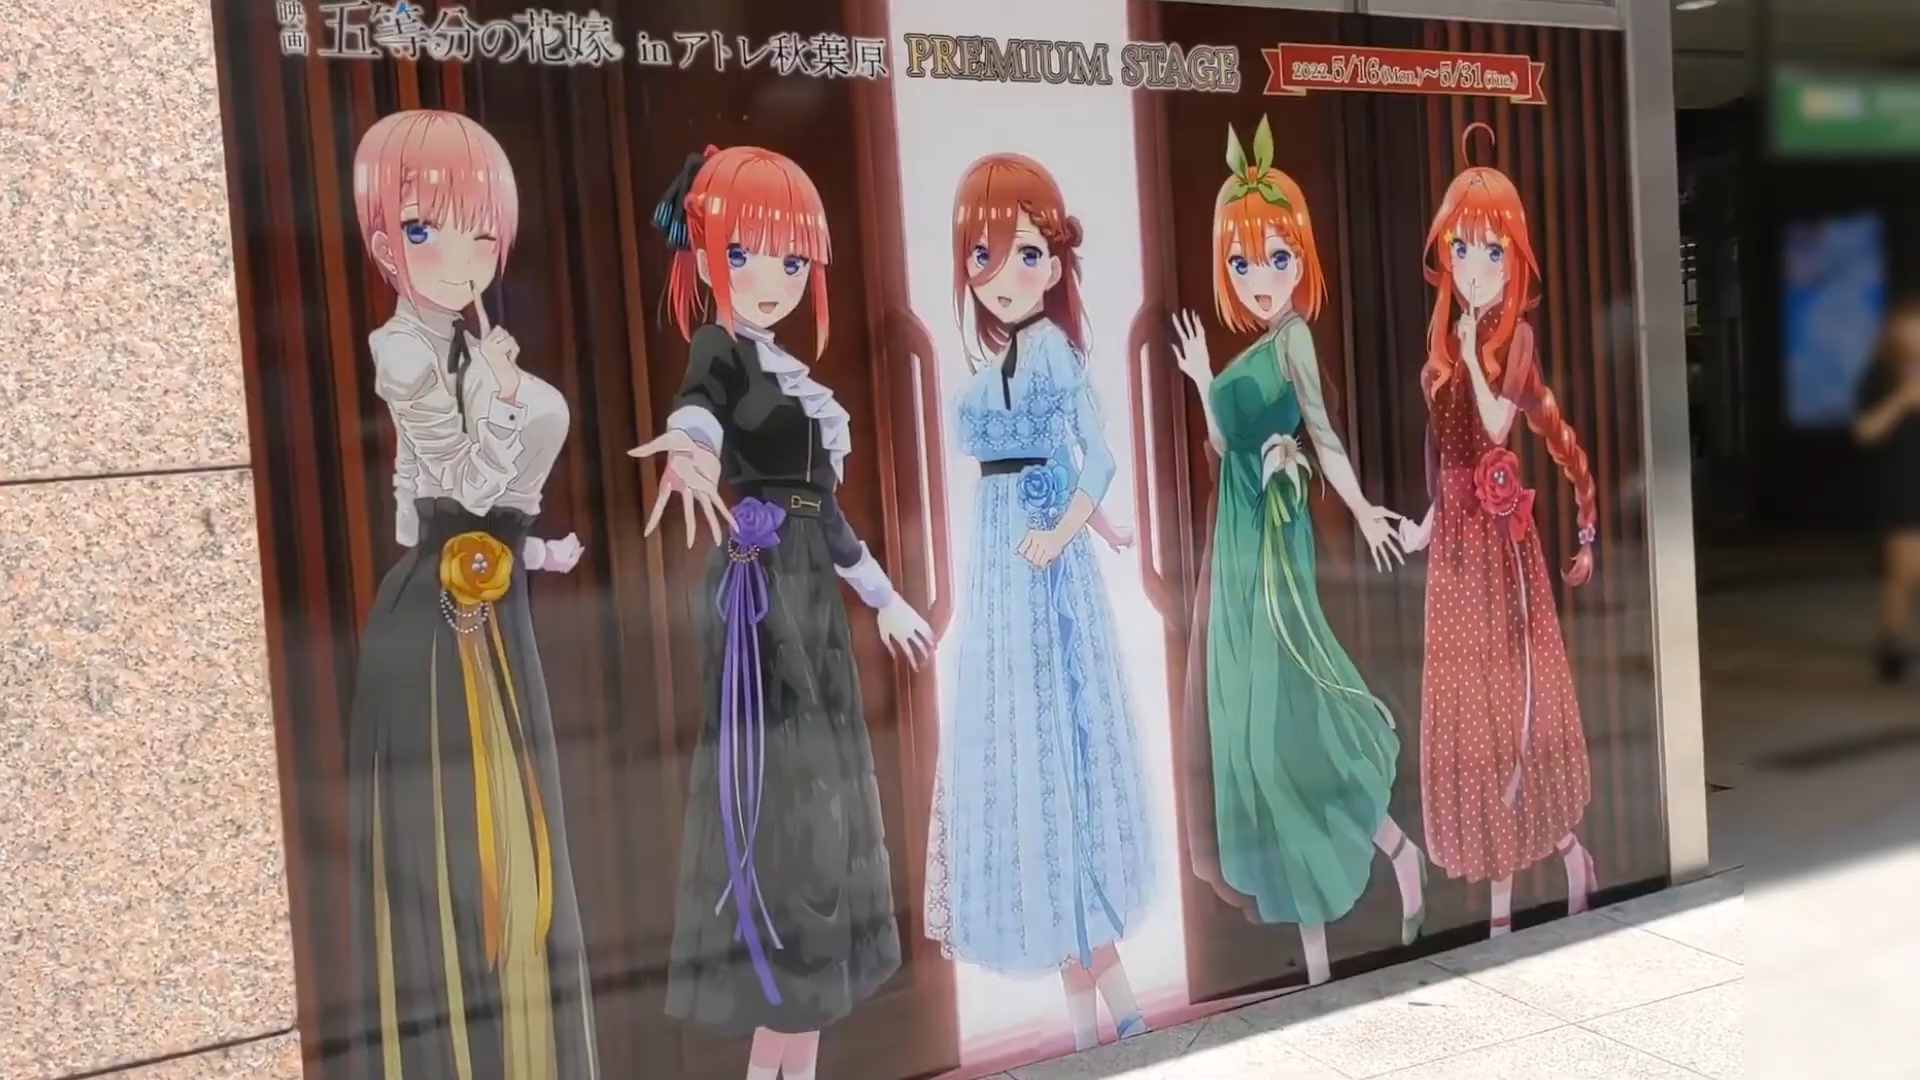 映画 五等分の花嫁 in アトレ秋葉原 PREMIUM STAGE 2022.5/16(Mon.)~5/31(Tue.)